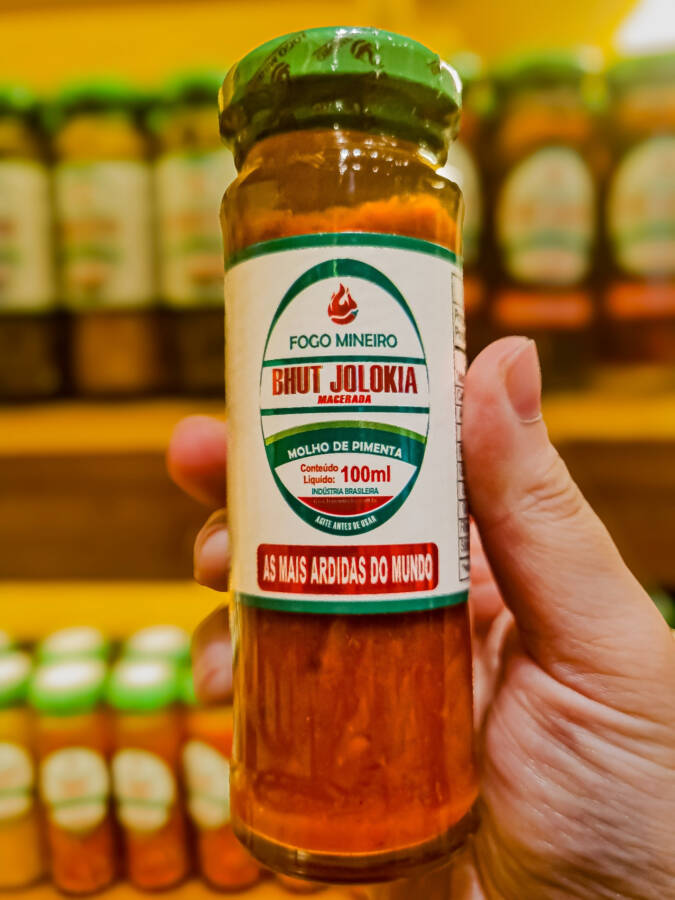 FOGO MINEIRO
BHUT JOLOKIA
MACERADA
MOLHO DE PIMENTA
Conteúdo
Líquido: 100ml
INDÚSTRIA BRASILEIRA
AGITE ANTES DE USAR
AS MAIS ARDIDAS DO MUNDO